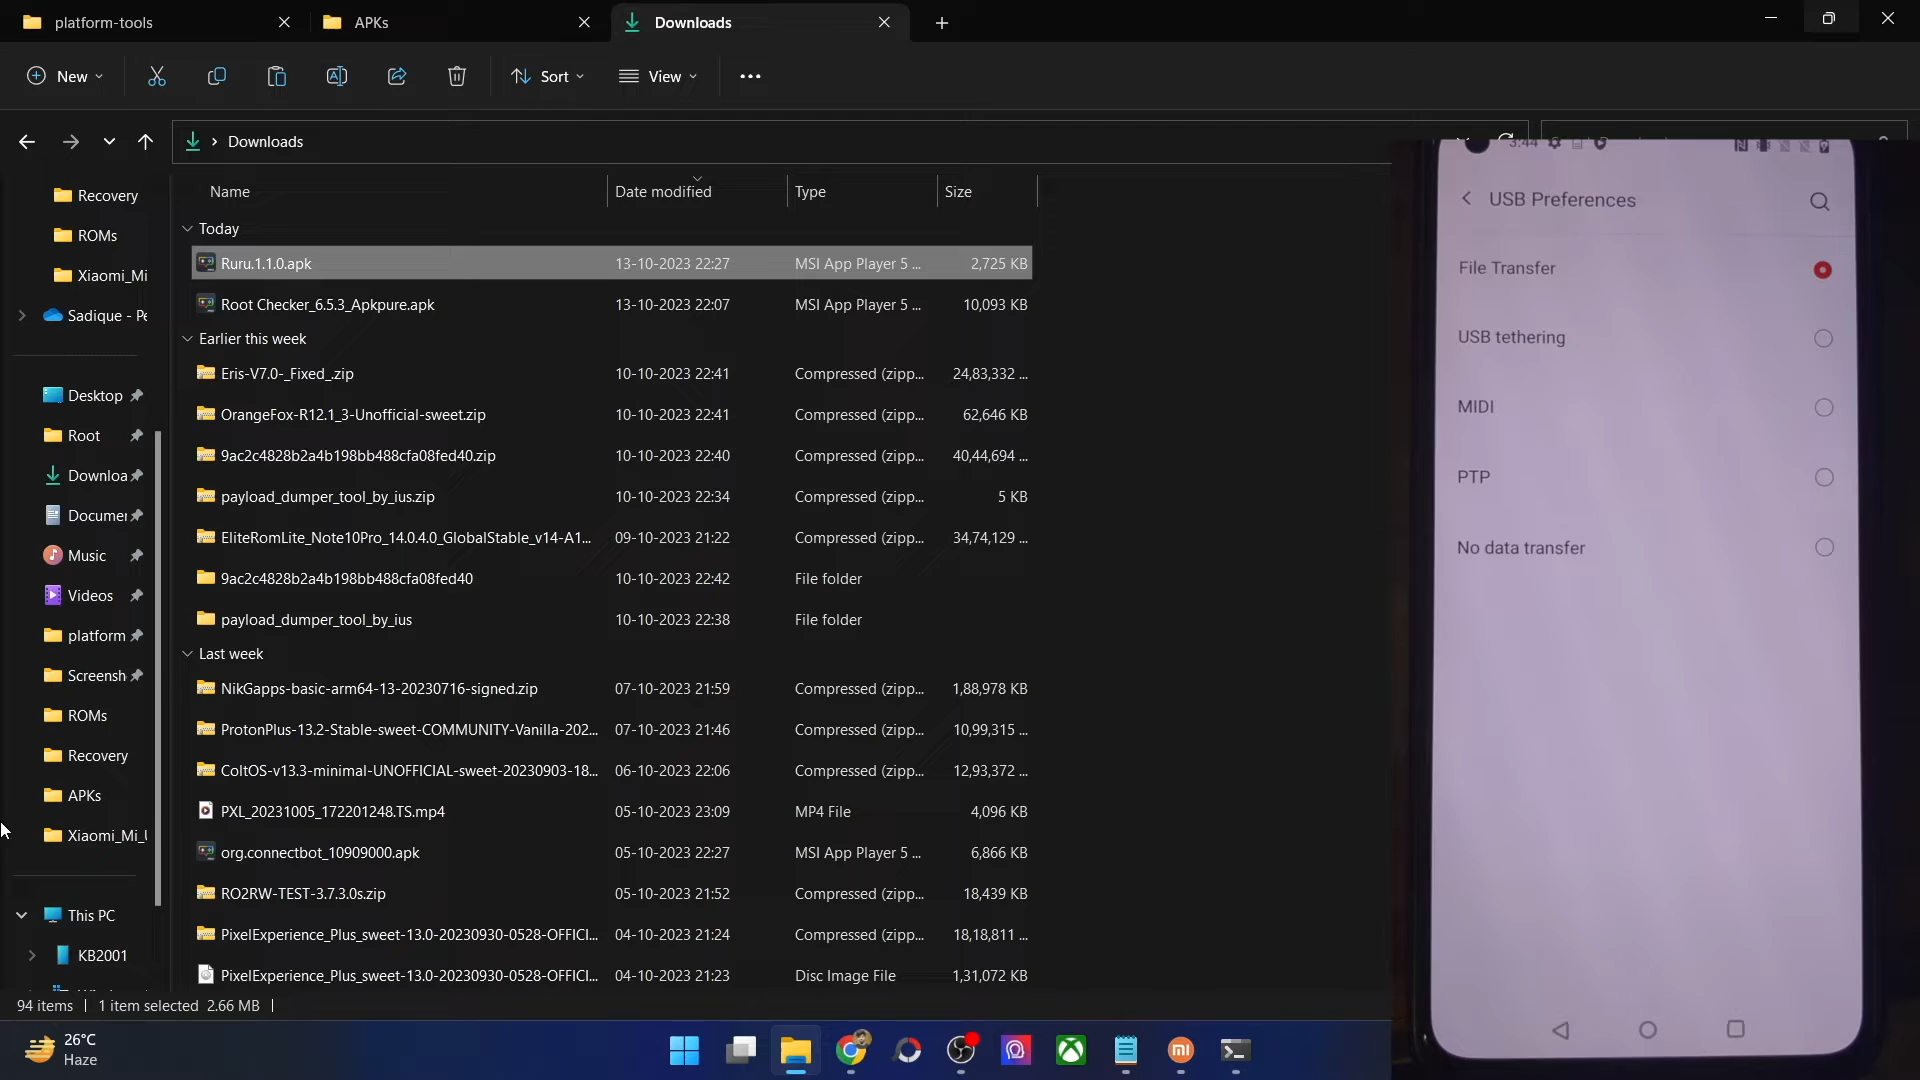 platform-tools
APKs
Downloads
New
Sort
View
Downloads
Recovery
ROMs
Xiaomi_Mi
Sadique - Pe
Desktop
Root
Downloa
Documen
Music
Videos
platform
Screensh
ROMs
Recovery
APKs
Xiaomi_Mi_U
This PC
KB2001
Name Date modified Type Size
Today
Ruru.1.1.0.apk 13-10-2023 22:27 MSI App Player 5 ... 2,725 KB
Root Checker_6.5.3_Apkpure.apk 13-10-2023 22:07 MSI App Player 5 ... 10,093 KB
Earlier this week
Eris-V7.0-_Fixed_.zip 10-10-2023 22:41 Compressed (zipp... 24,83,332 ...
OrangeFox-R12.1_3-Unofficial-sweet.zip 10-10-2023 22:41 Compressed (zipp... 62,646 KB
9ac2c4828b2a4b198bb488cfa08fed40.zip 10-10-2023 22:40 Compressed (zipp... 40,44,694 ...
payload_dumper_tool_by_ius.zip 10-10-2023 22:34 Compressed (zipp... 5 KB
EliteRomLite_Note10Pro_14.0.4.0_GlobalStable_v14-A1... 09-10-2023 21:22 Compressed (zipp... 34,74,129 ...
9ac2c4828b2a4b198bb488cfa08fed40 10-10-2023 22:42 File folder
payload_dumper_tool_by_ius 10-10-2023 22:38 File folder
Last week
NikGapps-basic-arm64-13-20230716-signed.zip 07-10-2023 21:59 Compressed (zipp... 1,88,978 KB
ProtonPlus-13.2-Stable-sweet-COMMUNITY-Vanilla-202... 07-10-2023 21:46 Compressed (zipp... 10,99,315 ...
ColtOS-v13.3-minimal-UNOFFICIAL-sweet-20230903-18... 06-10-2023 22:06 Compressed (zipp... 12,93,372 ...
PXL_20231005_172201248.TS.mp4 05-10-2023 23:09 MP4 File 4,096 KB
org.connectbot_10909000.apk 05-10-2023 22:27 MSI App Player 5 ... 6,866 KB
RO2RW-TEST-3.7.3.0s.zip 05-10-2023 21:52 Compressed (zipp... 18,439 KB
PixelExperience_Plus_sweet-13.0-20230930-0528-OFFICI... 04-10-2023 21:24 Compressed (zipp... 18,18,811 ...
PixelExperience_Plus_sweet-13.0-20230930-0528-OFFICI... 04-10-2023 21:23 Disc Image File 1,31,072 KB
94 items 1 item selected 2.66 MB
26°C
Haze
3:44
USB Preferences
File Transfer
USB tethering
MIDI
PTP
No data transfer